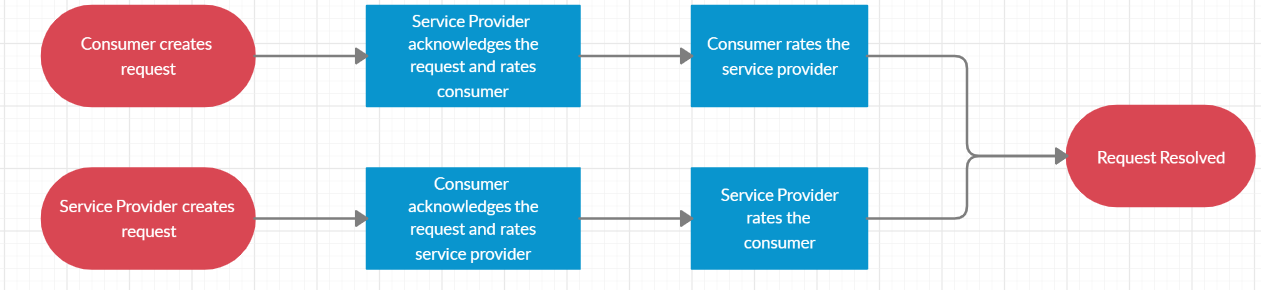 Consumer creates
request
Service Provider
acknowledges the
request and rates
consumer
Consumer rates the
service provider
Request Resolved
Service Provider creates
request
Consumer
acknowledges the
request and rates
service provider
Service Provider
rates the
consumer